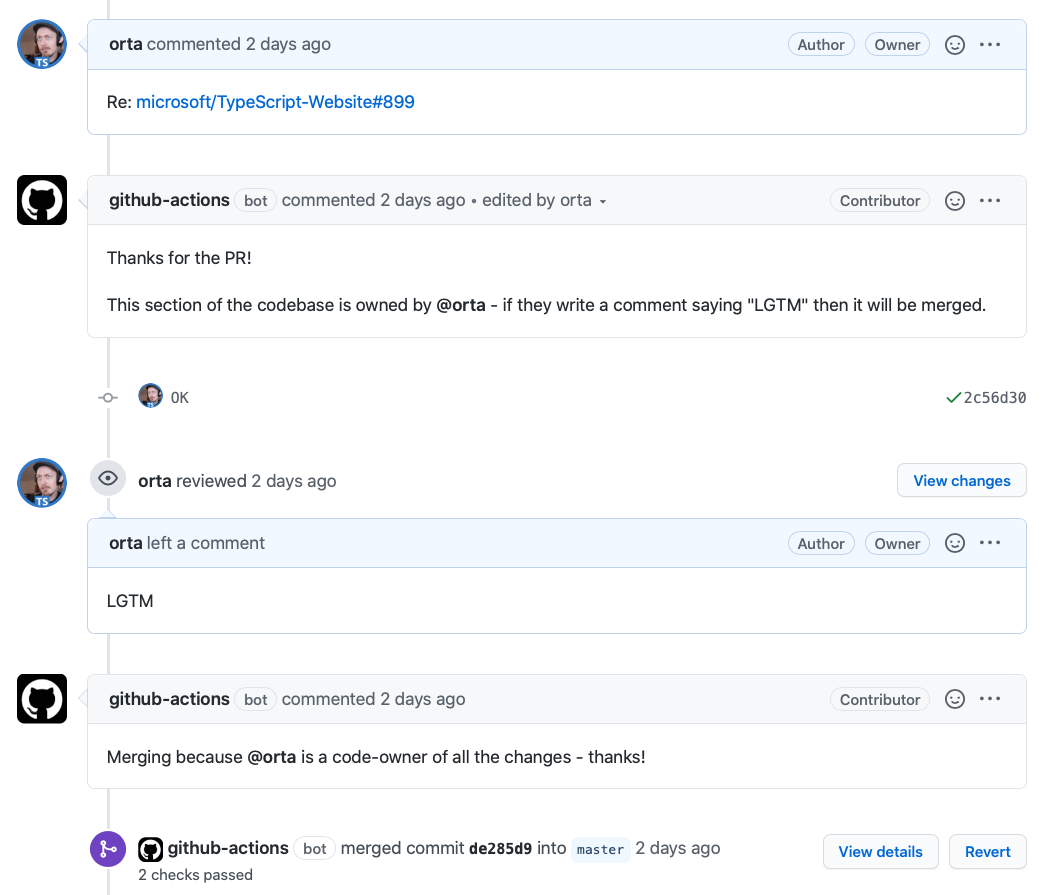 orta commented 2 days ago Author Owner
Re: microsoft/TypeScript-Website#899
github-actions bot commented 2 days ago • edited by orta Contributor
Thanks for the PR!
This section of the codebase is owned by @orta - if they write a comment saying "LGTM" then it will be merged.
OK 2c56d30
orta reviewed 2 days ago View changes
orta left a comment Author Owner
LGTM
github-actions bot commented 2 days ago Contributor
Merging because @orta is a code-owner of all the changes - thanks!
github-actions bot merged commit de285d9 into master 2 days ago View details Revert
2 checks passed
TS
TS
TS